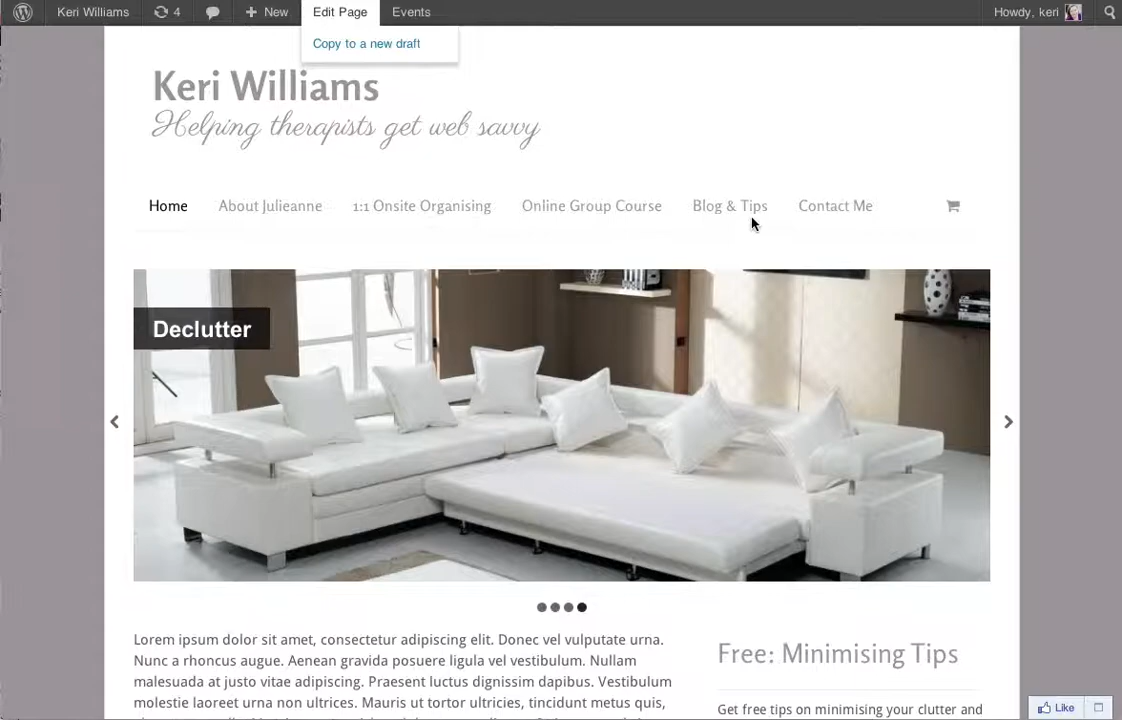 Keri Williams 4 New Edit Page Events Howdy, keri
Copy to a new draft
Keri Williams
Helping therapists get web savvy
Home About Julieanne 1:1 Onsite Organising Online Group Course Blog & Tips Contact Me
Declutter
Lorem ipsum dolor sit amet, consectetur adipiscing elit. Donec vel vulputate urna.
Nunc a rhoncus augue. Aenean gravida posuere ligula vel vestibulum. Nullam
malesuada at justo vitae adipiscing. Praesent luctus dignissim dapibus. Vestibulum
molestie laoreet urna non ultrices. Mauris ut tortor ultricies, tincidunt metus quis,
Free: Minimising Tips
Get free tips on minimising your clutter and
Like